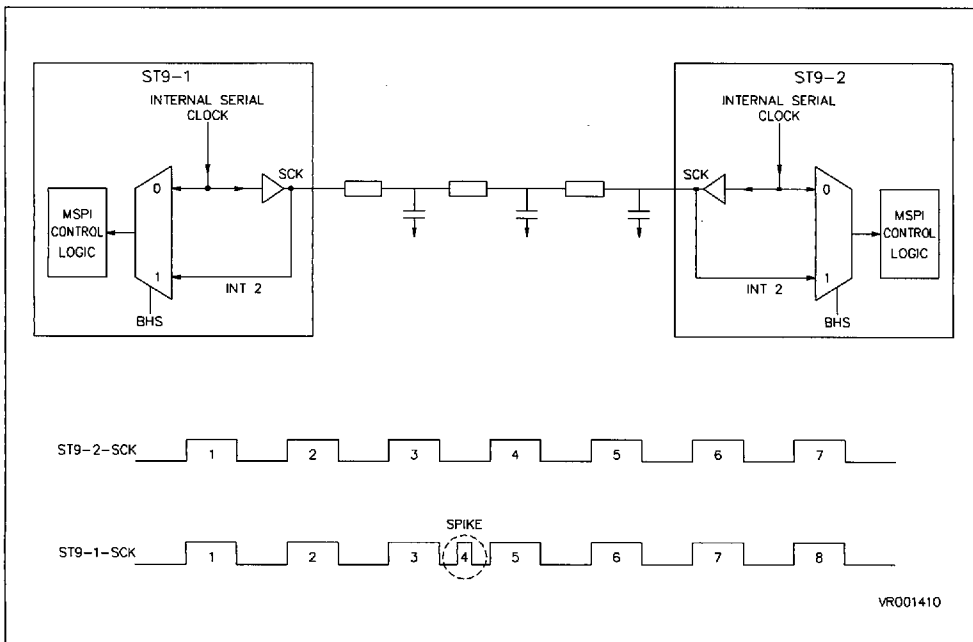 ST9-1
INTERNAL SERIAL
CLOCK
SCK
0
MSPI
CONTROL
LOGIC
1
INT 2
BHS
ST9-2
INTERNAL SERIAL
CLOCK
SCK
0
MSPI
CONTROL
LOGIC
1
INT 2
BHS
ST9-2-SCK
1 2 3 4 5 6 7
SPIKE
ST9-1-SCK
1 2 3 4 5 6 7 8
VR001410